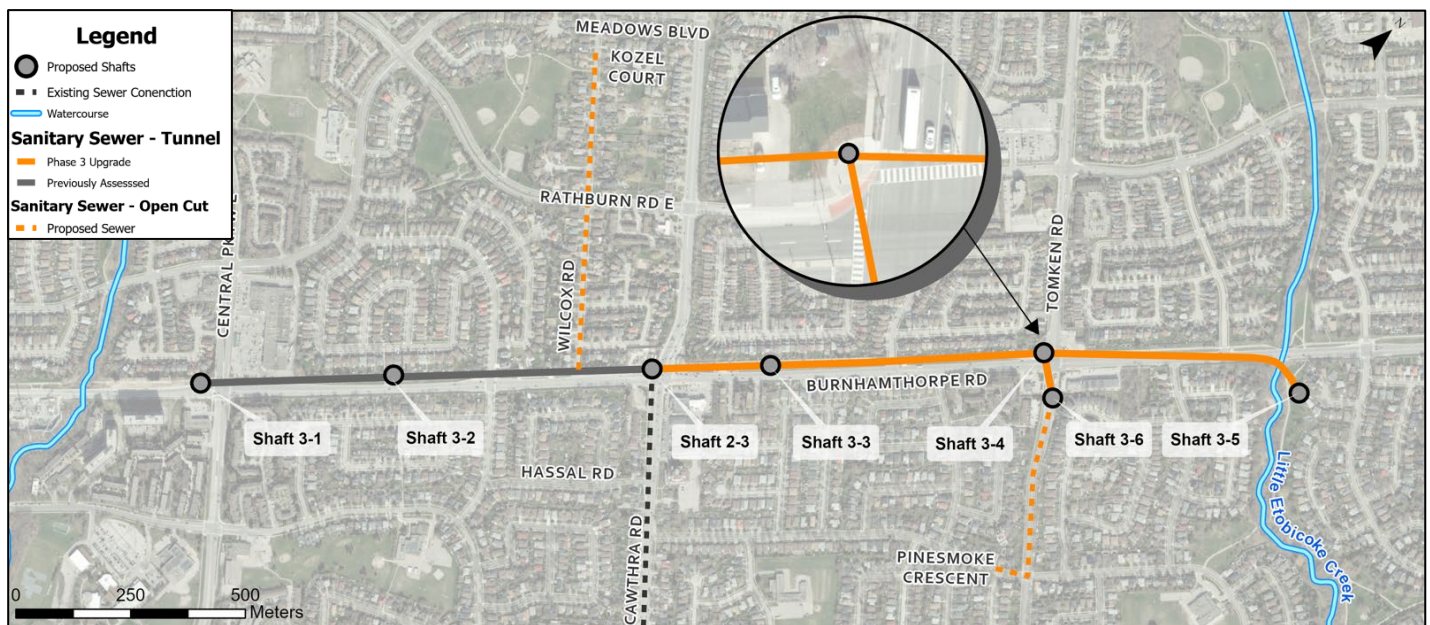 Legend
Proposed Shafts
Existing Sewer Conenction
Watercourse
Sanitary Sewer - Tunnel
Phase 3 Upgrade
Previously Assesssed
Sanitary Sewer - Open Cut
Proposed Sewer
MEADOWS BLVD
KOZEL
COURT
N
RATHBURN RD E
CENTRAL PKWY E
WILCOX RD
TOMKEN RD
BURNHAMTHORPE RD
Shaft 3-1
Shaft 3-2
Shaft 2-3
Shaft 3-3
Shaft 3-4
Shaft 3-6
Shaft 3-5
HASSAL RD
CAWTHRA RD
PINESMOKE
CRESCENT
Little Etobicoke Creek
0 250 500
Meters